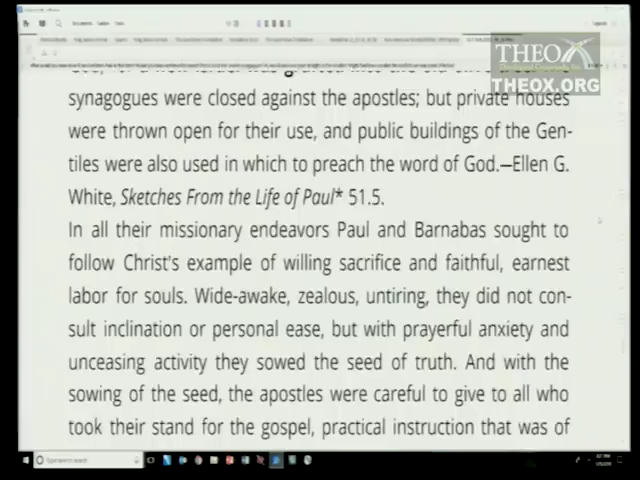 THEOX
THEOX.ORG
synagogues were closed against the apostles; but private houses
were thrown open for their use, and public buildings of the Gen-
tiles were also used in which to preach the word of God.—Ellen G.
White, Sketches From the Life of Paul* 51.5.
In all their missionary endeavors Paul and Barnabas sought to
follow Christ's example of willing sacrifice and faithful, earnest
labor for souls. Wide-awake, zealous, untiring, they did not con-
sult inclination or personal ease, but with prayerful anxiety and
unceasing activity they sowed the seed of truth. And with the
sowing of the seed, the apostles were careful to give to all who
took their stand for the gospel, practical instruction that was of